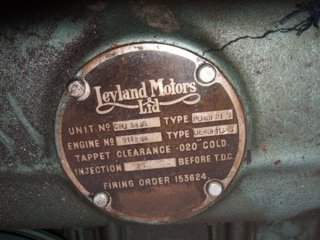 Leyland Motors
Ltd
UNIT Nº TYPE
ENGINE Nº TYPE
TAPPET CLEARANCE ·020" COLD.
INJECTION BEFORE T.D.C.
FIRING ORDER 153624.